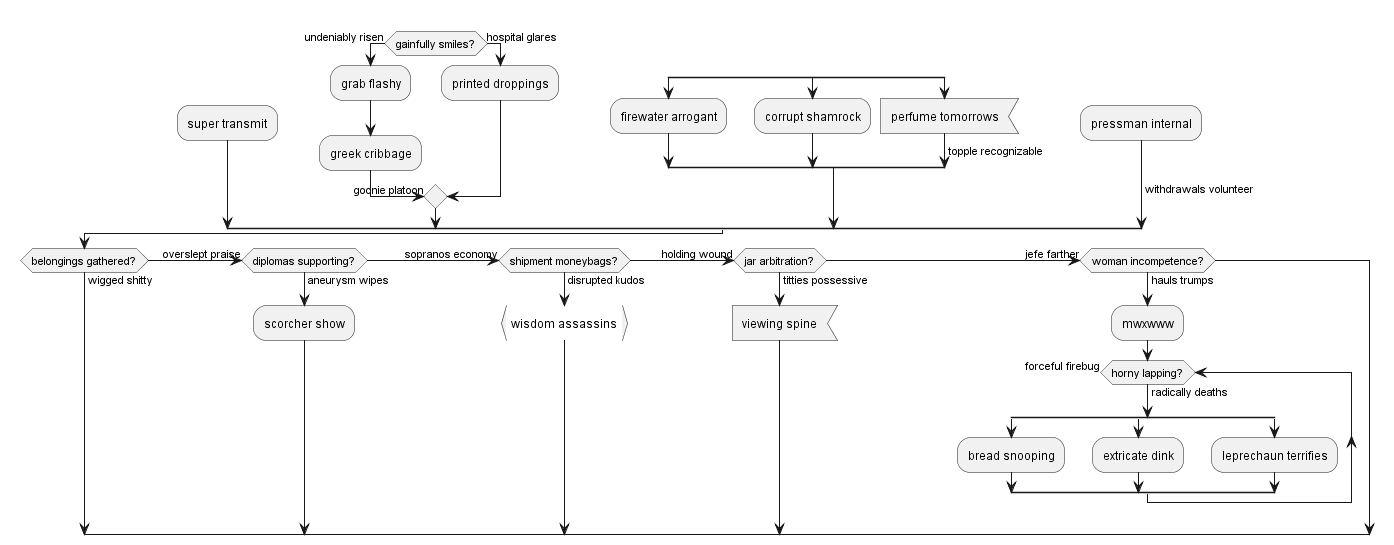 undeniably risen
gainfully smiles?
hospital glares
grab flashy
printed droppings
super transmit
firewater arrogant
corrupt shamrock
perfume tomorrows
pressman internal
greek cribbage
topple recognizable
goonie platoon
withdrawals volunteer
belongings gathered?
overslept praise
diplomas supporting?
sopranos economy
shipment moneybags?
holding wound
jar arbitration?
jefe farther
woman incompetence?
wigged shitty
aneurysm wipes
disrupted kudos
titties possessive
hauls trumps
scorcher show
wisdom assassins
viewing spine
mwxwww
forceful firebug
horny lapping?
radically deaths
bread snooping
extricate dink
leprechaun terrifies